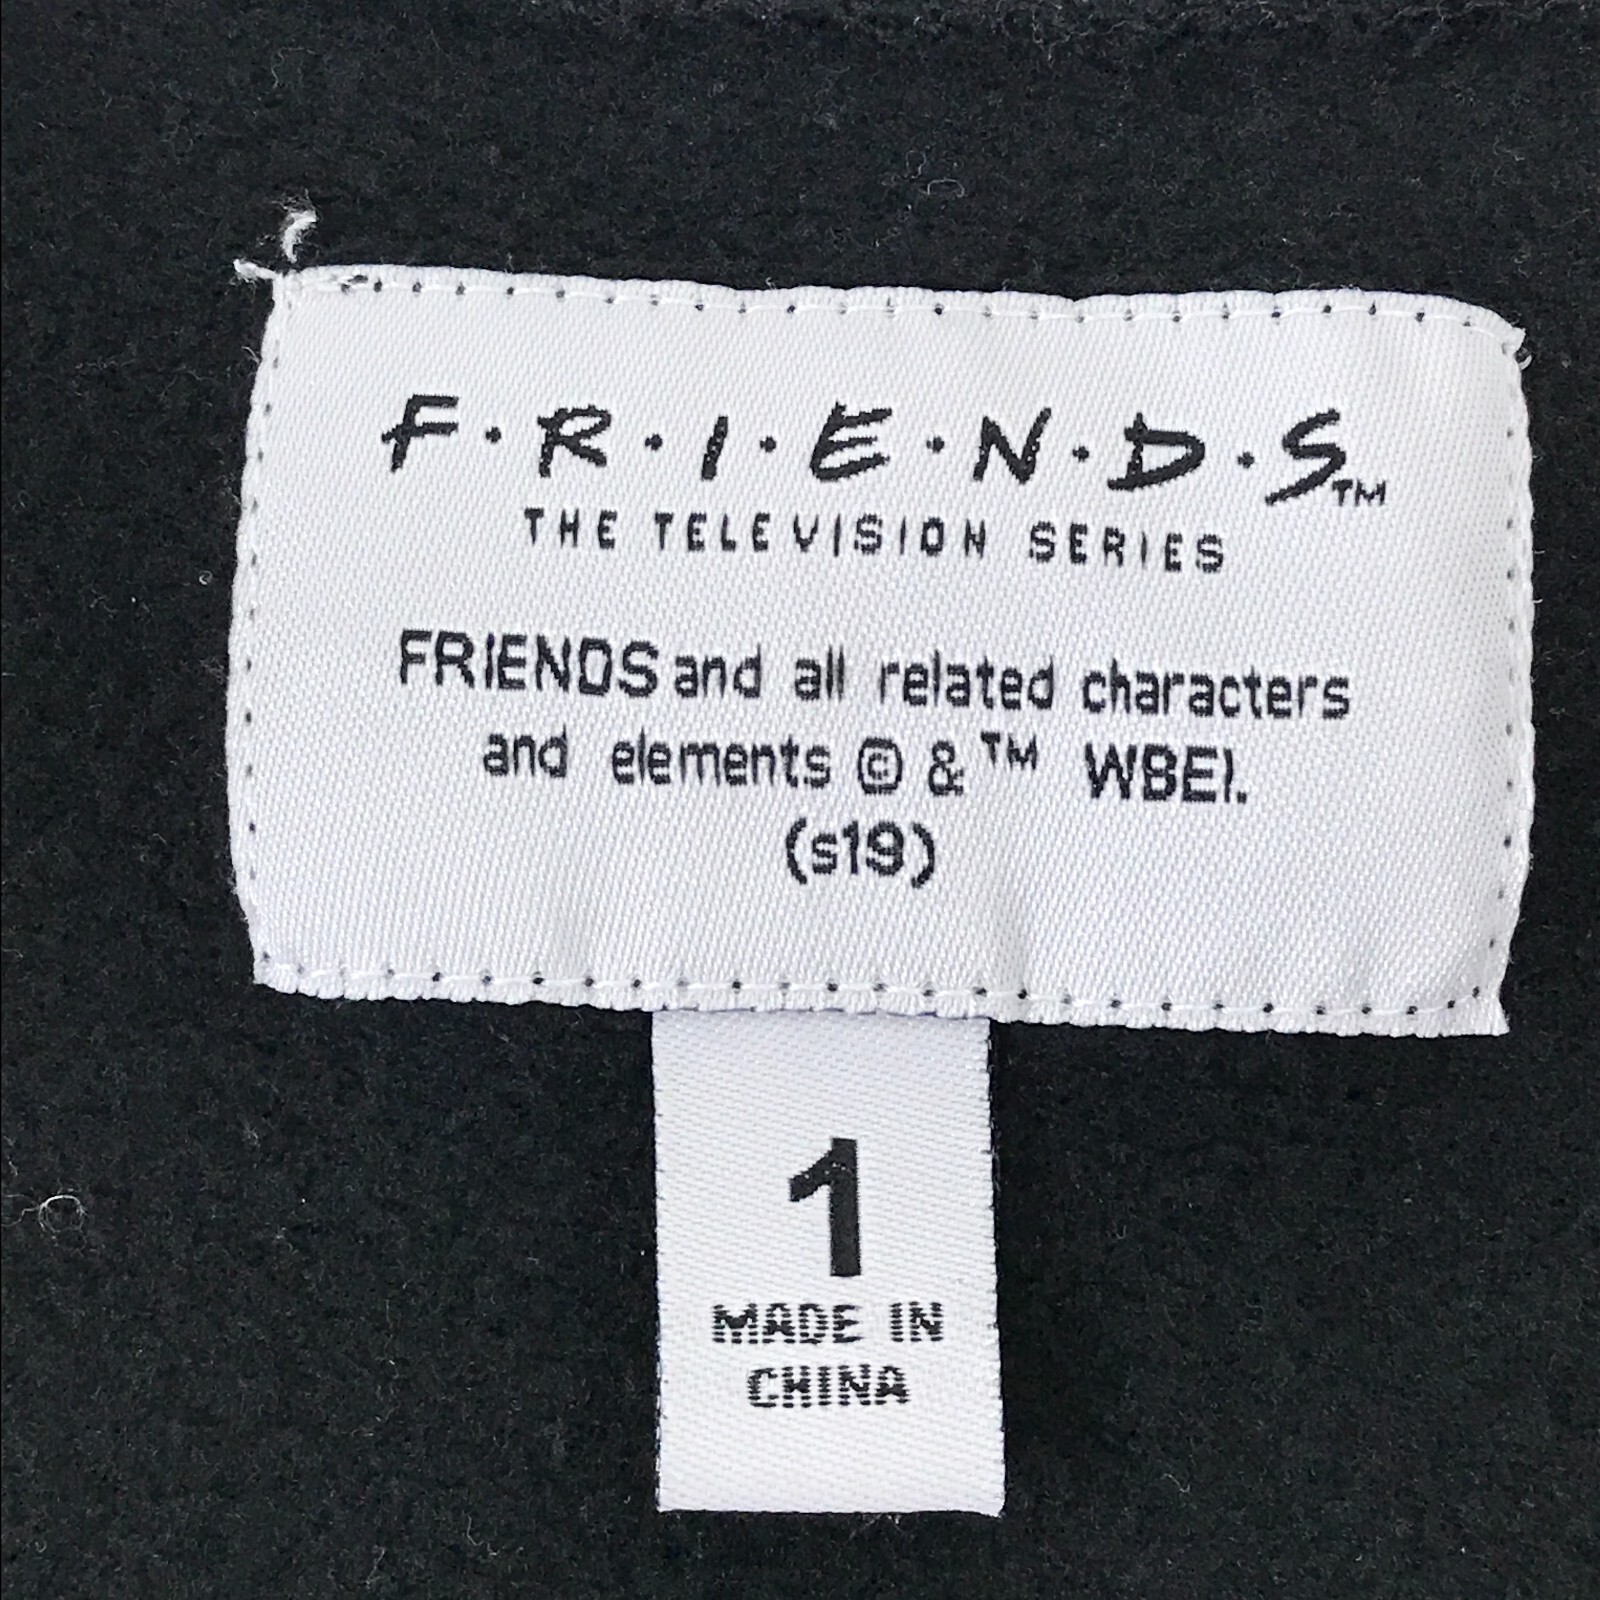 F·R·I·E·N·D·S™
THE TELEVISION SERIES
FRIENDS and all related characters
and elements © & ™ WBEI.
(s19)
1
MADE IN
CHINA